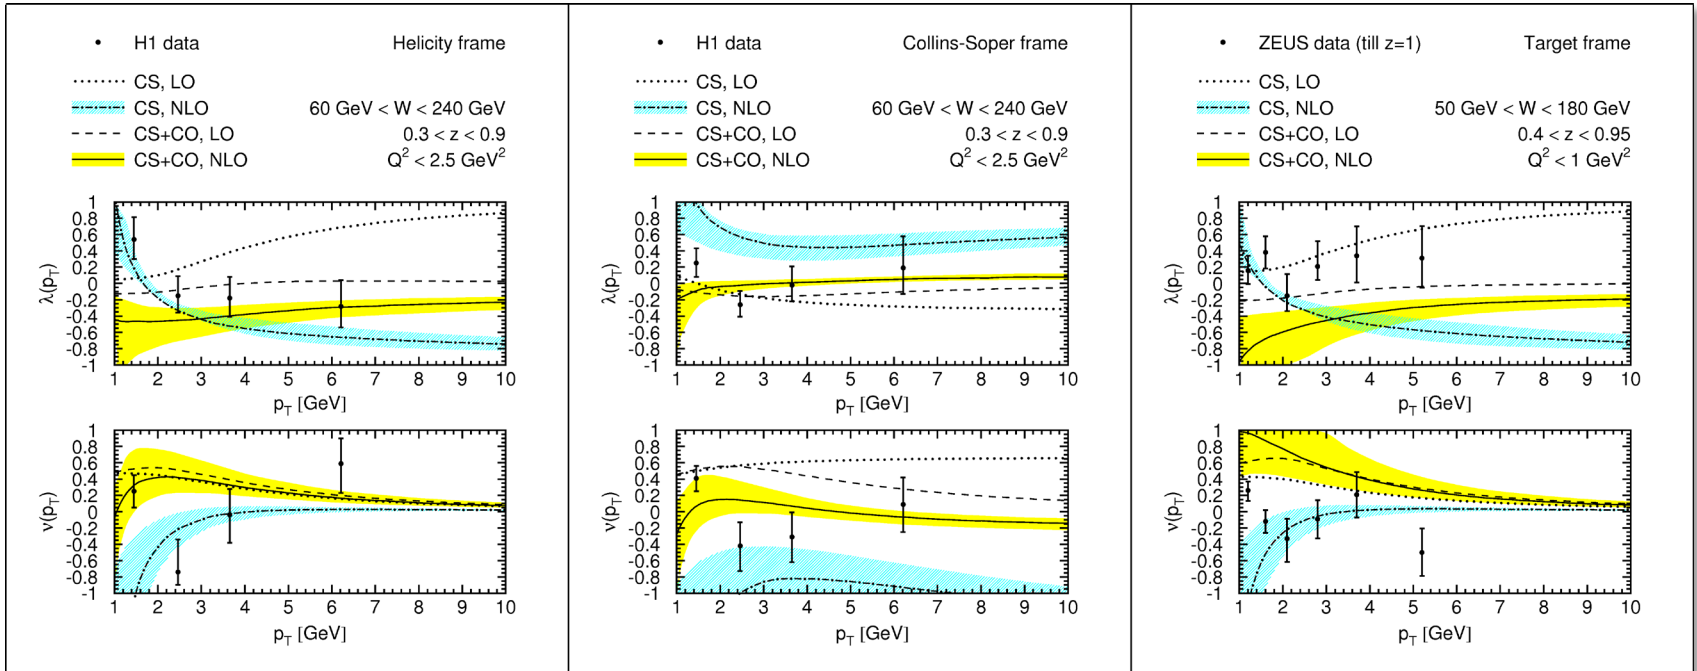 H1 data Helicity frame
CS, LO
CS, NLO 60 GeV < W < 240 GeV
CS+CO, LO 0.3 < z < 0.9
CS+CO, NLO Q² < 2.5 GeV²
1
0.8
0.6
0.4
0.2
0
-0.2
-0.4
-0.6
-0.8
-1
λ(p_T)
1 2 3 4 5 6 7 8 9 10
p_T [GeV]
1
0.8
0.6
0.4
0.2
0
-0.2
-0.4
-0.6
-0.8
-1
ν(p_T)
1 2 3 4 5 6 7 8 9 10
p_T [GeV]
H1 data Collins-Soper frame
CS, LO
CS, NLO 60 GeV < W < 240 GeV
CS+CO, LO 0.3 < z < 0.9
CS+CO, NLO Q² < 2.5 GeV²
1
0.8
0.6
0.4
0.2
0
-0.2
-0.4
-0.6
-0.8
-1
λ(p_T)
1 2 3 4 5 6 7 8 9 10
p_T [GeV]
1
0.8
0.6
0.4
0.2
0
-0.2
-0.4
-0.6
-0.8
-1
ν(p_T)
1 2 3 4 5 6 7 8 9 10
p_T [GeV]
ZEUS data (till z=1) Target frame
CS, LO
CS, NLO 50 GeV < W < 180 GeV
CS+CO, LO 0.4 < z < 0.95
CS+CO, NLO Q² < 1 GeV²
1
0.8
0.6
0.4
0.2
0
-0.2
-0.4
-0.6
-0.8
-1
λ(p_T)
1 2 3 4 5 6 7 8 9 10
p_T [GeV]
1
0.8
0.6
0.4
0.2
0
-0.2
-0.4
-0.6
-0.8
-1
ν(p_T)
1 2 3 4 5 6 7 8 9 10
p_T [GeV]